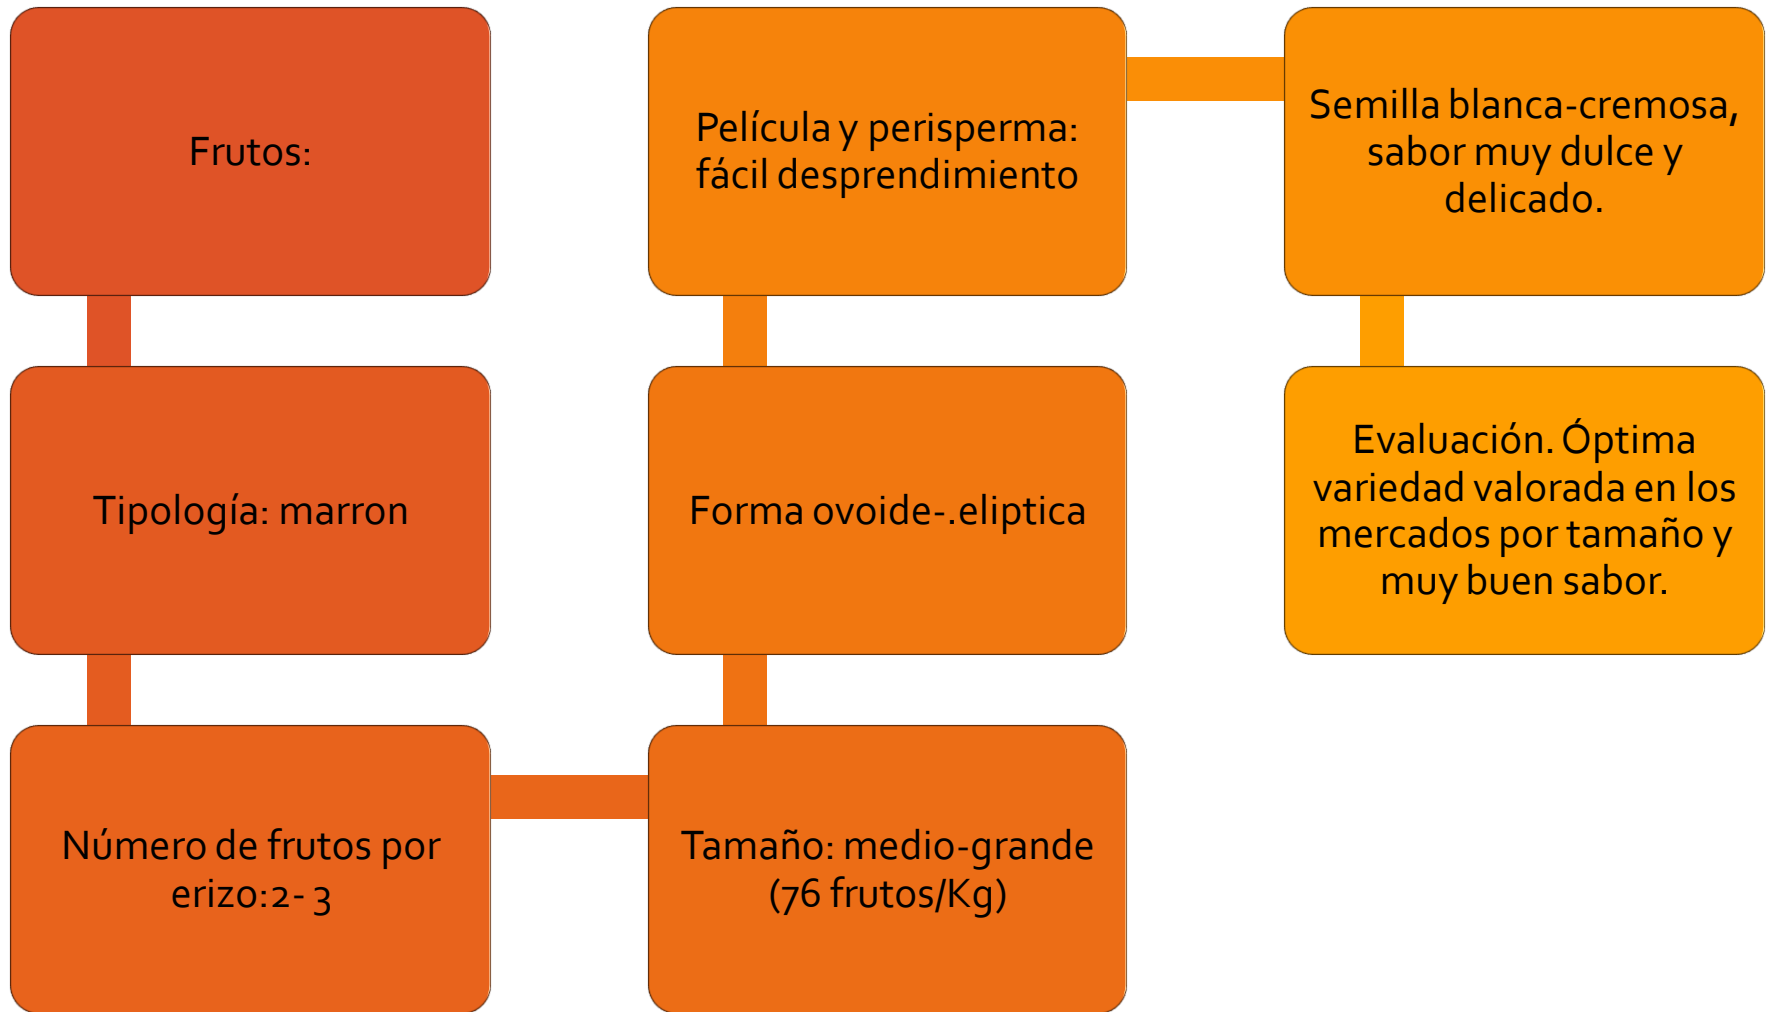 Frutos:
Tipología: marron
Número de frutos por
erizo:2- 3
Tamaño: medio-grande
(76 frutos/Kg)
Forma ovoide-.eliptica
Película y perisperma:
fácil desprendimiento
Semilla blanca-cremosa,
sabor muy dulce y
delicado.
Evaluación. Óptima
variedad valorada en los
mercados por tamaño y
muy buen sabor.